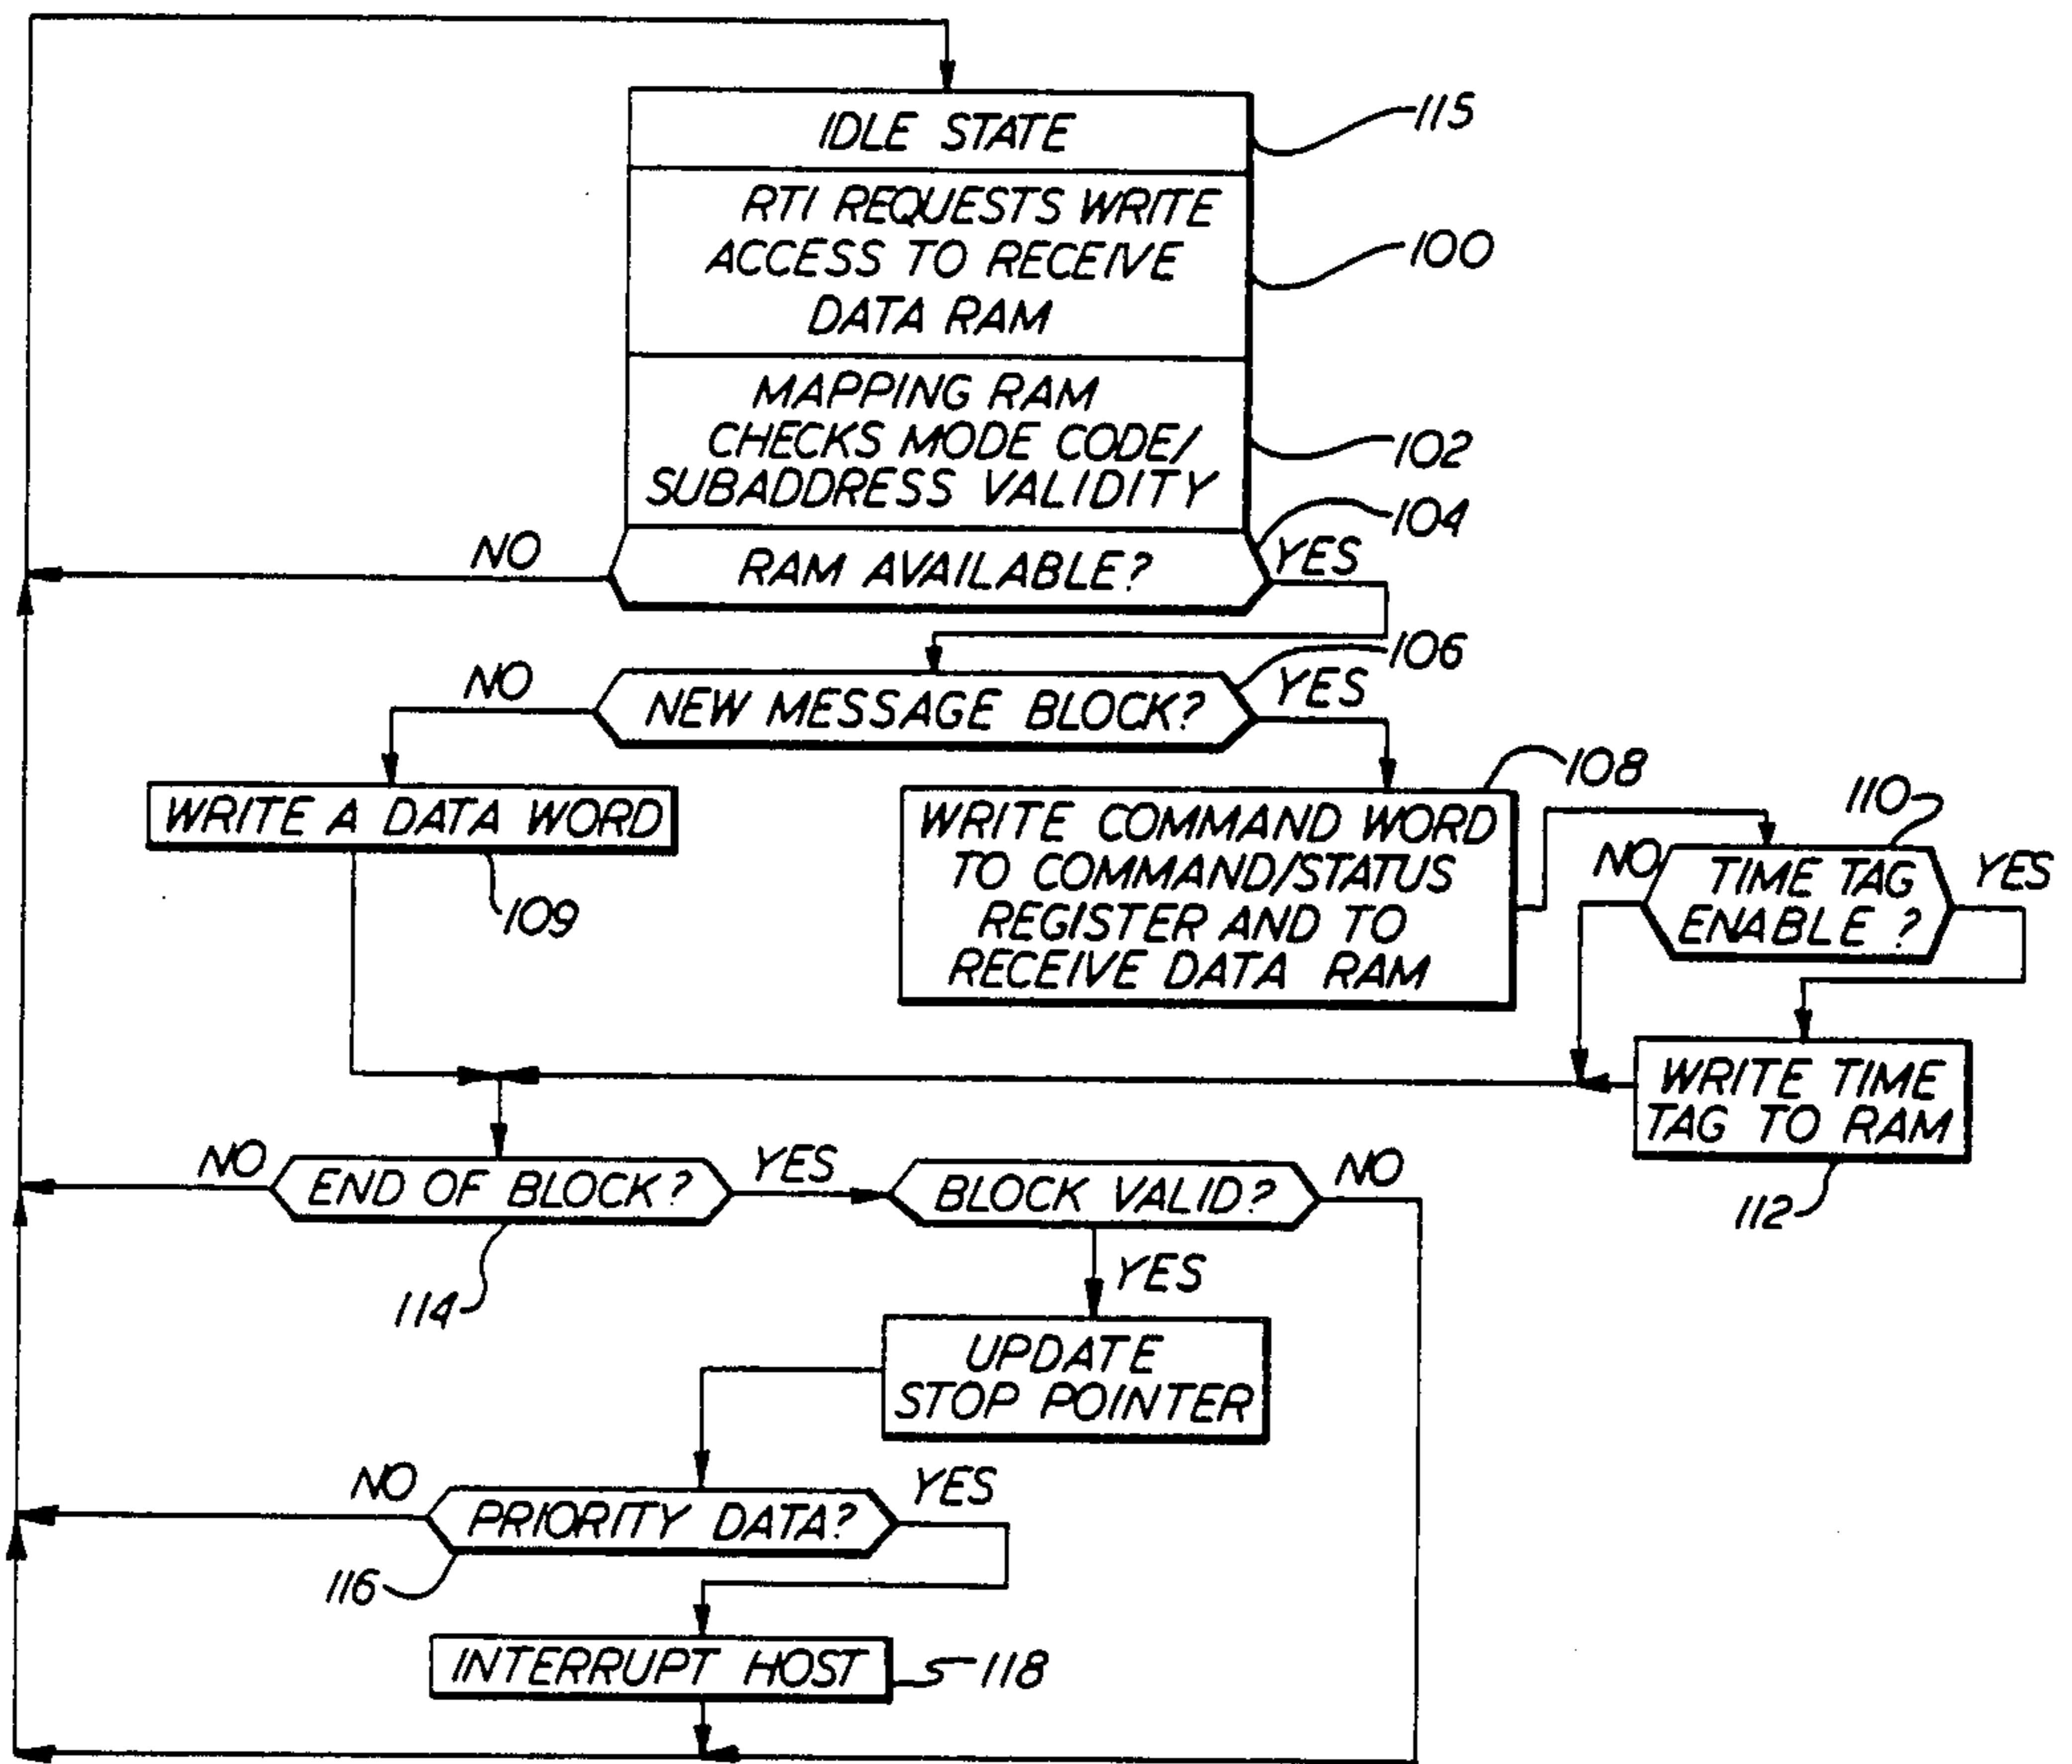 IDLE STATE
115
RTI REQUESTS WRITE
ACCESS TO RECEIVE
DATA RAM
100
MAPPING RAM
CHECKS MODE CODE/
SUBADDRESS VALIDITY
102
104
NO
RAM AVAILABLE?
YES
106
NO
NEW MESSAGE BLOCK?
YES
WRITE A DATA WORD
109
108
WRITE COMMAND WORD
TO COMMAND/STATUS
REGISTER AND TO
RECEIVE DATA RAM
110
NO
TIME TAG
ENABLE?
YES
WRITE TIME
TAG TO RAM
112
NO
END OF BLOCK?
YES
114
BLOCK VALID?
NO
YES
UPDATE
STOP POINTER
NO
PRIORITY DATA?
YES
116
INTERRUPT HOST
118